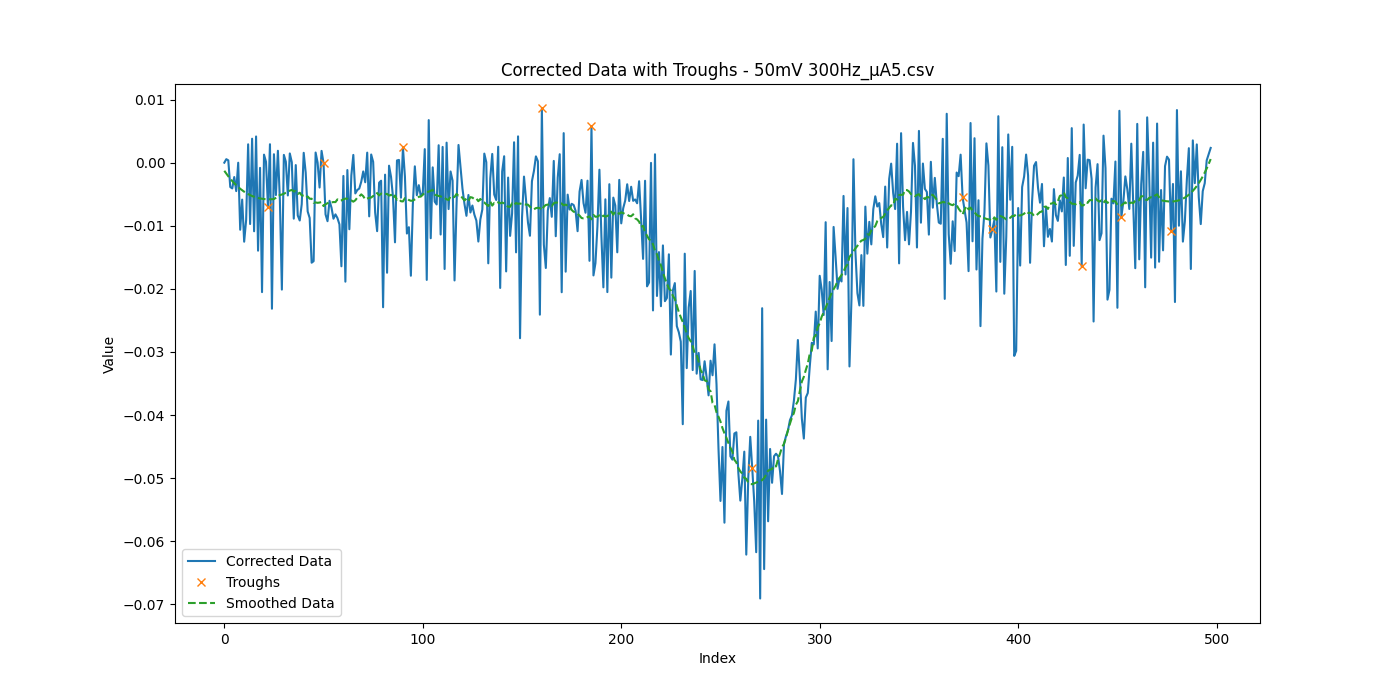 Corrected Data with Troughs - 50mV 300Hz_μA5.csv
0.01
0.00
−0.01
−0.02
−0.03
−0.04
−0.05
−0.06
−0.07
Value
Corrected Data
Troughs
Smoothed Data
0
100
200
300
400
500
Index